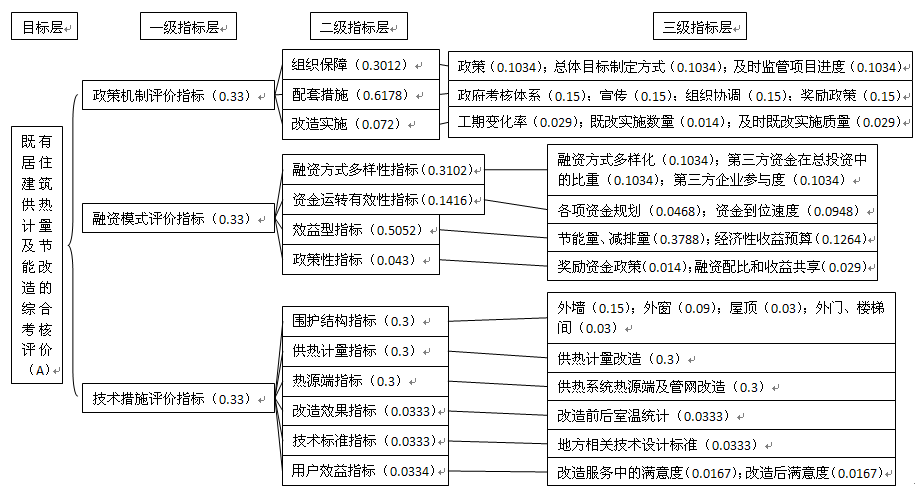 目标层
一级指标层
二级指标层
三级指标层
既有
居住
建筑
供热
计量
及节
能改
造的
综合
考核
评价
（A）
政策机制评价指标（0.33）
组织保障（0.3012）
政策（0.1034）；总体目标制定方式（0.1034）；及时监管项目进度（0.1034）
配套措施（0.6178）
政府考核体系（0.15）；宣传（0.15）；组织协调（0.15）；奖励政策（0.15）
改造实施（0.072）
工期变化率（0.029）；既改实施数量（0.014）；及时既改实施质量（0.029）
融资模式评价指标（0.33）
融资方式多样性指标（0.3102）
融资方式多样化（0.1034）；第三方资金在总投资中
的比重（0.1034）；第三方企业参与度（0.1034）
资金运转有效性指标（0.1416）
各项资金规划（0.0468）；资金到位速度（0.0948）
效益型指标（0.5052）
节能量、减排量（0.3788）；经济性收益预算（0.1264）
政策性指标（0.043）
奖励资金政策（0.014）；融资配比和收益共享（0.029）
技术措施评价指标（0.33）
围护结构指标（0.3）
外墙（0.15）；外窗（0.09）；屋顶（0.03）；外门、楼梯
间（0.03）
供热计量指标（0.3）
供热计量改造（0.3）
热源端指标（0.3）
供热系统热源端及管网改造（0.3）
改造效果指标（0.0333）
改造前后室温统计（0.0333）
技术标准指标（0.0333）
地方相关技术设计标准（0.0333）
用户效益指标（0.0334）
改造服务中的满意度（0.0167）；改造后满意度（0.0167）